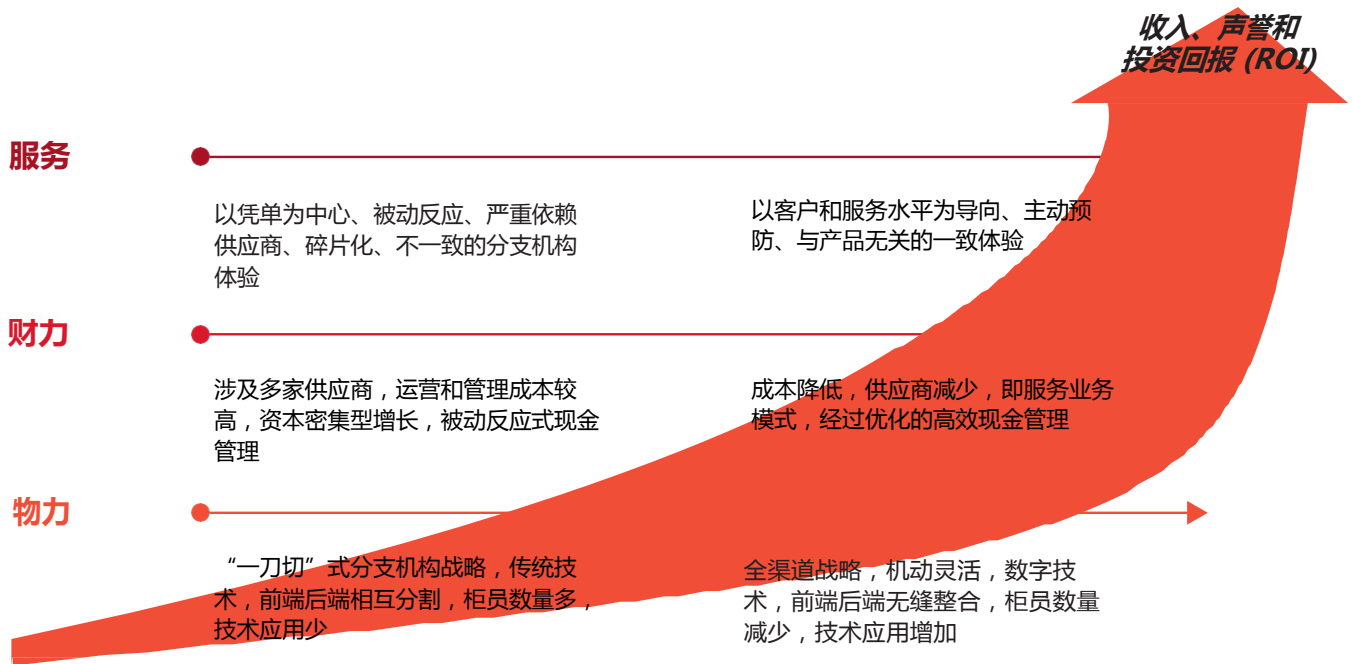 收入、声誉和
投资回报 (ROI)
服务
以凭单为中心、被动反应、严重依赖
供应商、碎片化、不一致的分支机构
体验
以客户和服务水平为导向、主动预
防、与产品无关的一致体验
财力
涉及多家供应商，运营和管理成本较
高，资本密集型增长，被动反应式现金
管理
成本降低，供应商减少，即服务业务
模式，经过优化的高效现金管理
物力
“一刀切”式分支机构战略，传统技
术，前端后端相互分割，柜员数量多，
技术应用少
全渠道战略，机动灵活，数字技
术，前端后端无缝整合，柜员数量
减少，技术应用增加